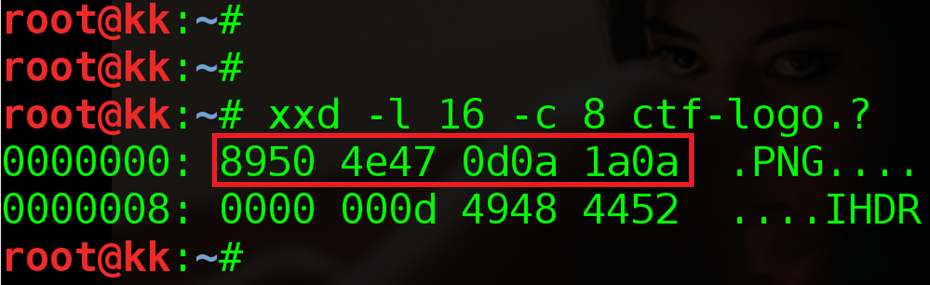 root@kk:~#
root@kk:~#
root@kk:~# xxd -l 16 -c 8 ctf-logo.?
0000000: 8950 4e47 0d0a 1a0a  .PNG....
0000008: 0000 000d 4948 4452  ....IHDR
root@kk:~#